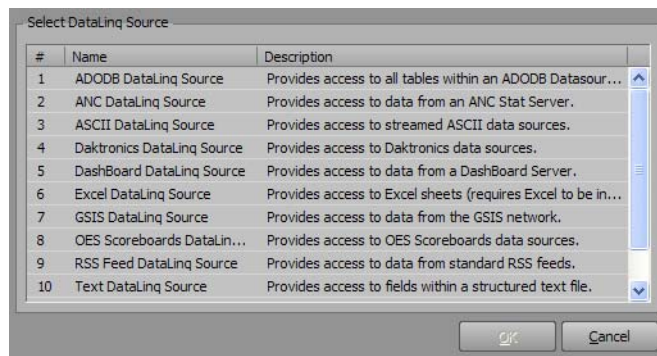 Select DataLinq Source
# Name Description
1 ADODB DataLinq Source Provides access to all tables within an ADODB Datasour...
2 ANC DataLinq Source Provides access to data from an ANC Stat Server.
3 ASCII DataLinq Source Provides access to streamed ASCII data sources.
4 Daktronics DataLinq Source Provides access to Daktronics data sources.
5 DashBoard DataLinq Source Provides access to data from a DashBoard Server.
6 Excel DataLinq Source Provides access to Excel sheets (requires Excel to be in...
7 GSIS DataLinq Source Provides access to data from the GSIS network.
8 OES Scoreboards DataLin... Provides access to OES Scoreboards data sources.
9 RSS Feed DataLinq Source Provides access to data from standard RSS feeds.
10 Text DataLinq Source Provides access to fields within a structured text file.
OK Cancel